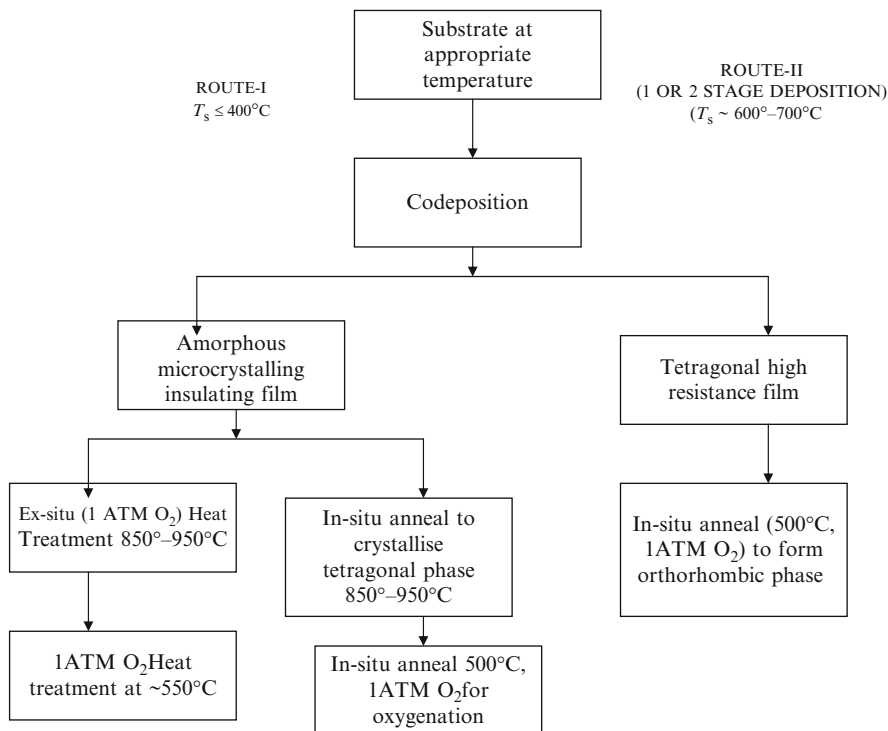 Substrate at
appropriate
temperature
ROUTE-I
Tₛ ≤ 400°C
ROUTE-II
(1 OR 2 STAGE DEPOSITION)
(Tₛ ~ 600°–700°C
Codeposition
Amorphous
microcrystalling
insulating film
Tetragonal high
resistance film
Ex-situ (1 ATM O₂) Heat
Treatment 850°–950°C
In-situ anneal to
crystallise
tetragonal phase
850°–950°C
In-situ anneal (500°C,
1ATM O₂) to form
orthorhombic phase
1ATM O₂Heat
treatment at ~550°C
In-situ anneal 500°C,
1ATM O₂for
oxygenation